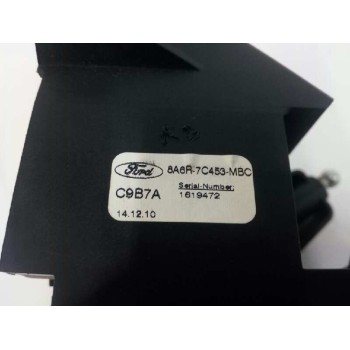 Ford 8A6R-7C453-MBC
C9B7A Serial-Number:
1619472
14.12.10